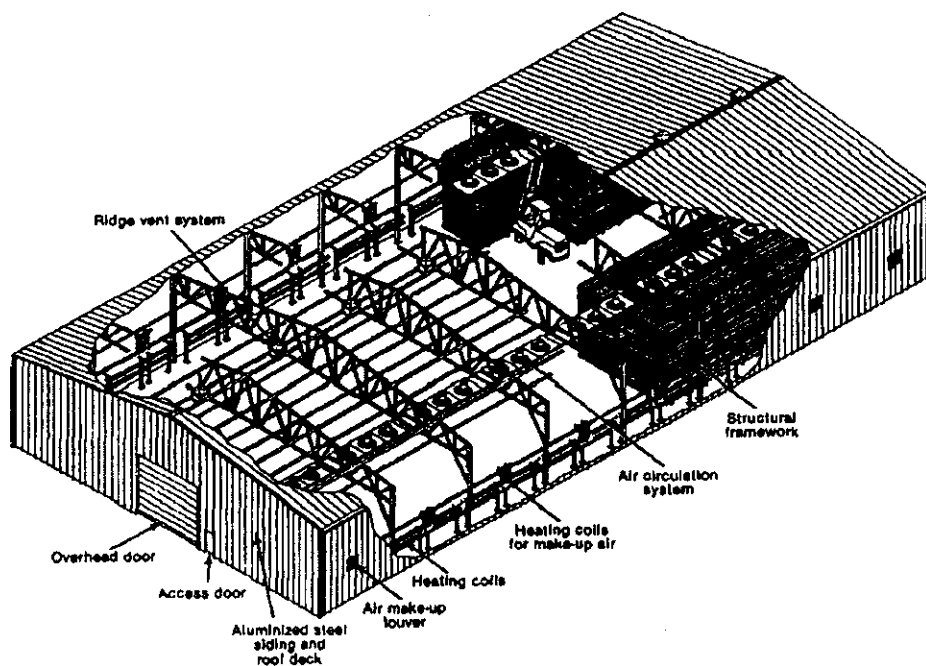 Ridge vent system
Structural
framework
Air circulation
system
Heating coils
for make-up air
Heating coils
Air make-up
louver
Overhead door
Access door
Aluminized steel
siding and
roof deck